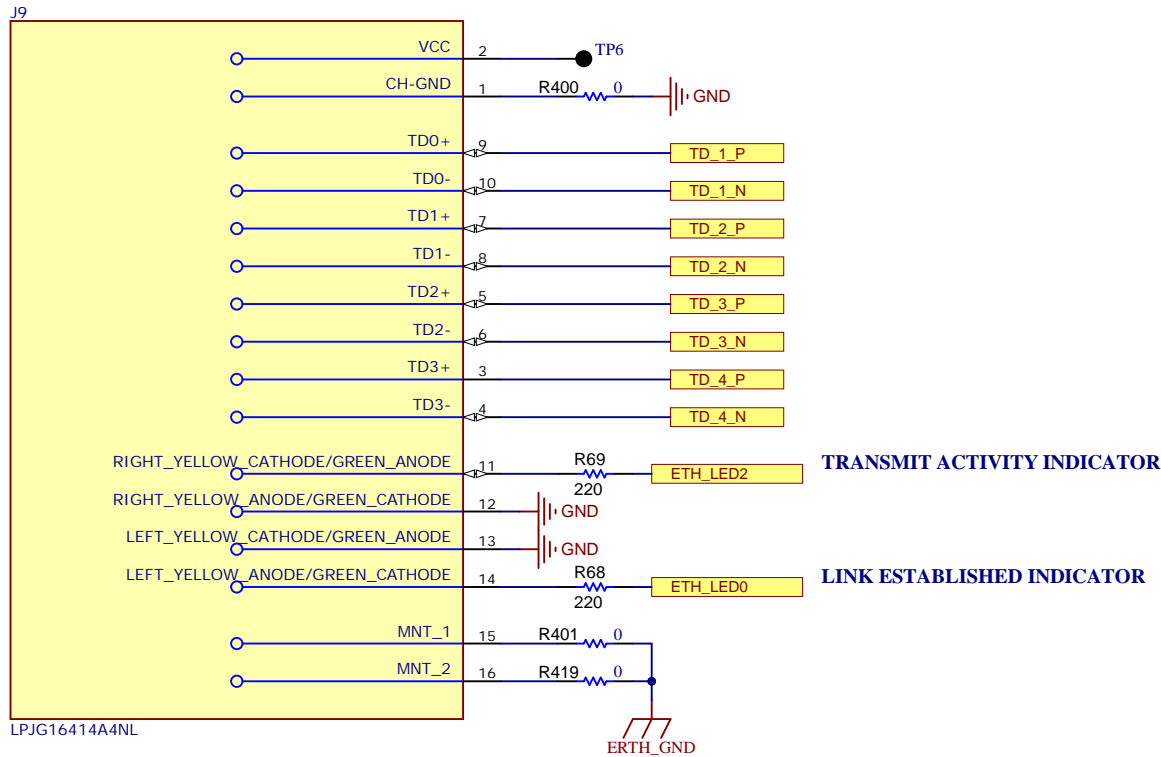 J9
VCC 2 TP6
CH-GND 1 R400 0 GND
TD0+ 9 TD_1_P
TD0- 10 TD_1_N
TD1+ 7 TD_2_P
TD1- 8 TD_2_N
TD2+ 5 TD_3_P
TD2- 6 TD_3_N
TD3+ 3 TD_4_P
TD3- 4 TD_4_N
RIGHT_YELLOW_CATHODE/GREEN_ANODE 11 R69 220 ETH_LED2 TRANSMIT ACTIVITY INDICATOR
RIGHT_YELLOW_ANODE/GREEN_CATHODE 12 GND
LEFT_YELLOW_CATHODE/GREEN_ANODE 13 GND
LEFT_YELLOW_ANODE/GREEN_CATHODE 14 R68 220 ETH_LED0 LINK ESTABLISHED INDICATOR
MNT_1 15 R401 0
MNT_2 16 R419 0
LPJG16414A4NL
ERTH_GND